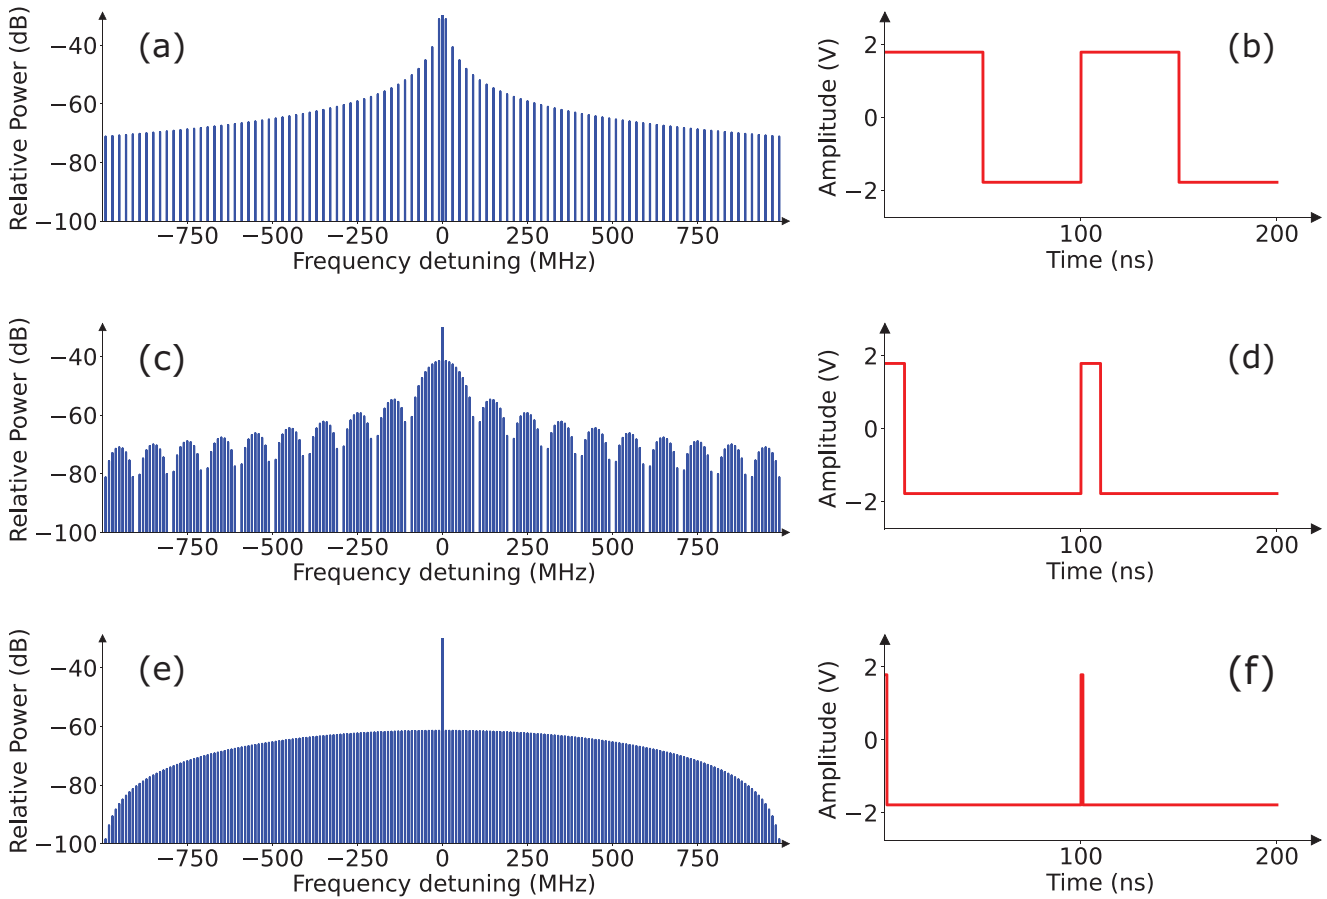 Relative Power (dB)
(a)
−40
−60
−80
−100
−750 −500 −250 0 250 500 750
Frequency detuning (MHz)
Amplitude (V)
(b)
2
0
−2
100 200
Time (ns)
Relative Power (dB)
(c)
−40
−60
−80
−100
−750 −500 −250 0 250 500 750
Frequency detuning (MHz)
Amplitude (V)
(d)
2
0
−2
100 200
Time (ns)
Relative Power (dB)
(e)
−40
−60
−80
−100
−750 −500 −250 0 250 500 750
Frequency detuning (MHz)
Amplitude (V)
(f)
2
0
−2
100 200
Time (ns)